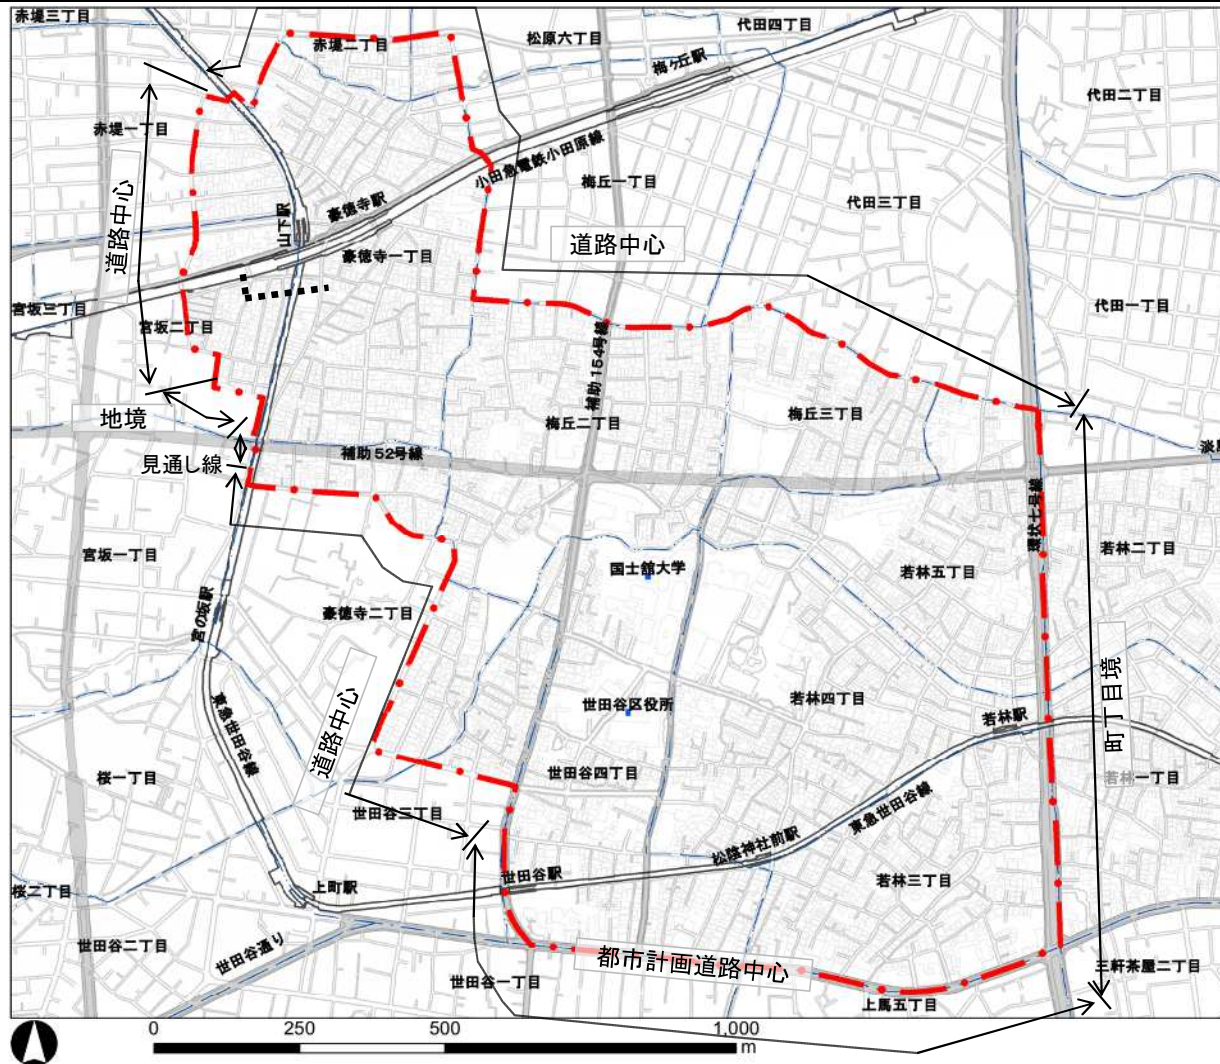 赤堤三丁目
赤堤二丁目
松原六丁目
代田四丁目
梅ヶ丘駅
代田二丁目
赤堤一丁目
小田急電鉄小田原線
梅丘一丁目
代田三丁目
道路中心
山下駅
豪徳寺駅
道路中心
豪徳寺一丁目
宮坂三丁目
宮坂二丁目
代田一丁目
補助154号線
地境
梅丘二丁目
梅丘三丁目
見通し線
補助52号線
淡
環状七号線
宮坂一丁目
国士舘大学
若林五丁目
若林二丁目
宮の坂駅
豪徳寺二丁目
世田谷区役所
若林四丁目
若林駅
町丁目境
道路中心
東急世田谷線
桜一丁目
世田谷四丁目
若林一丁目
世田谷三丁目
東急世田谷線
松陰神社前駅
世田谷駅
若林三丁目
桜二丁目
上町駅
世田谷二丁目
世田谷通り
都市計画道路中心
世田谷一丁目
上馬五丁目
三軒茶屋二丁目
0 250 500 1,000
m